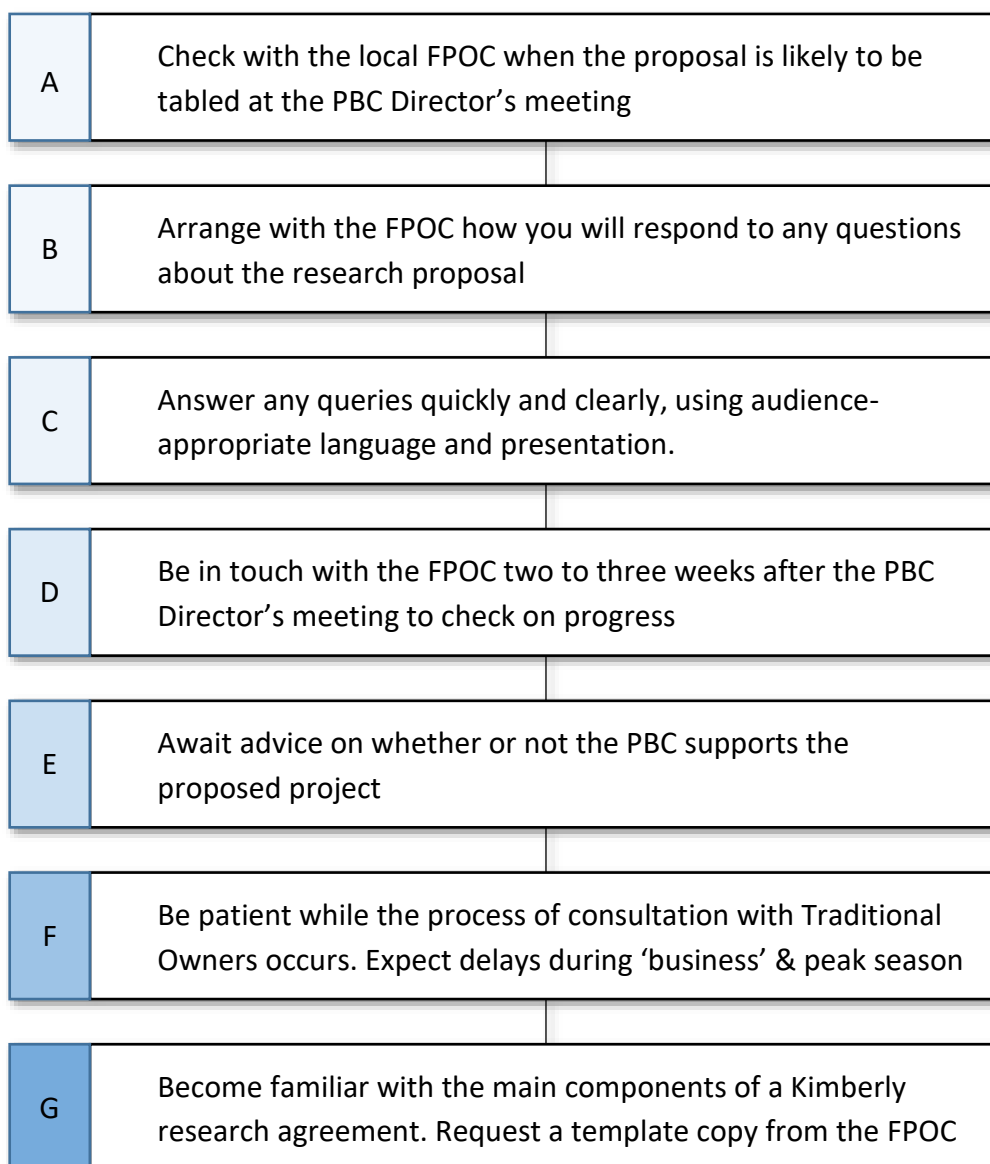 A
Check with the local FPOC when the proposal is likely to be
tabled at the PBC Director’s meeting
B
Arrange with the FPOC how you will respond to any questions
about the research proposal
C
Answer any queries quickly and clearly, using audience-
appropriate language and presentation.
D
Be in touch with the FPOC two to three weeks after the PBC
Director’s meeting to check on progress
E
Await advice on whether or not the PBC supports the
proposed project
F
Be patient while the process of consultation with Traditional
Owners occurs. Expect delays during ‘business’ & peak season
G
Become familiar with the main components of a Kimberly
research agreement. Request a template copy from the FPOC